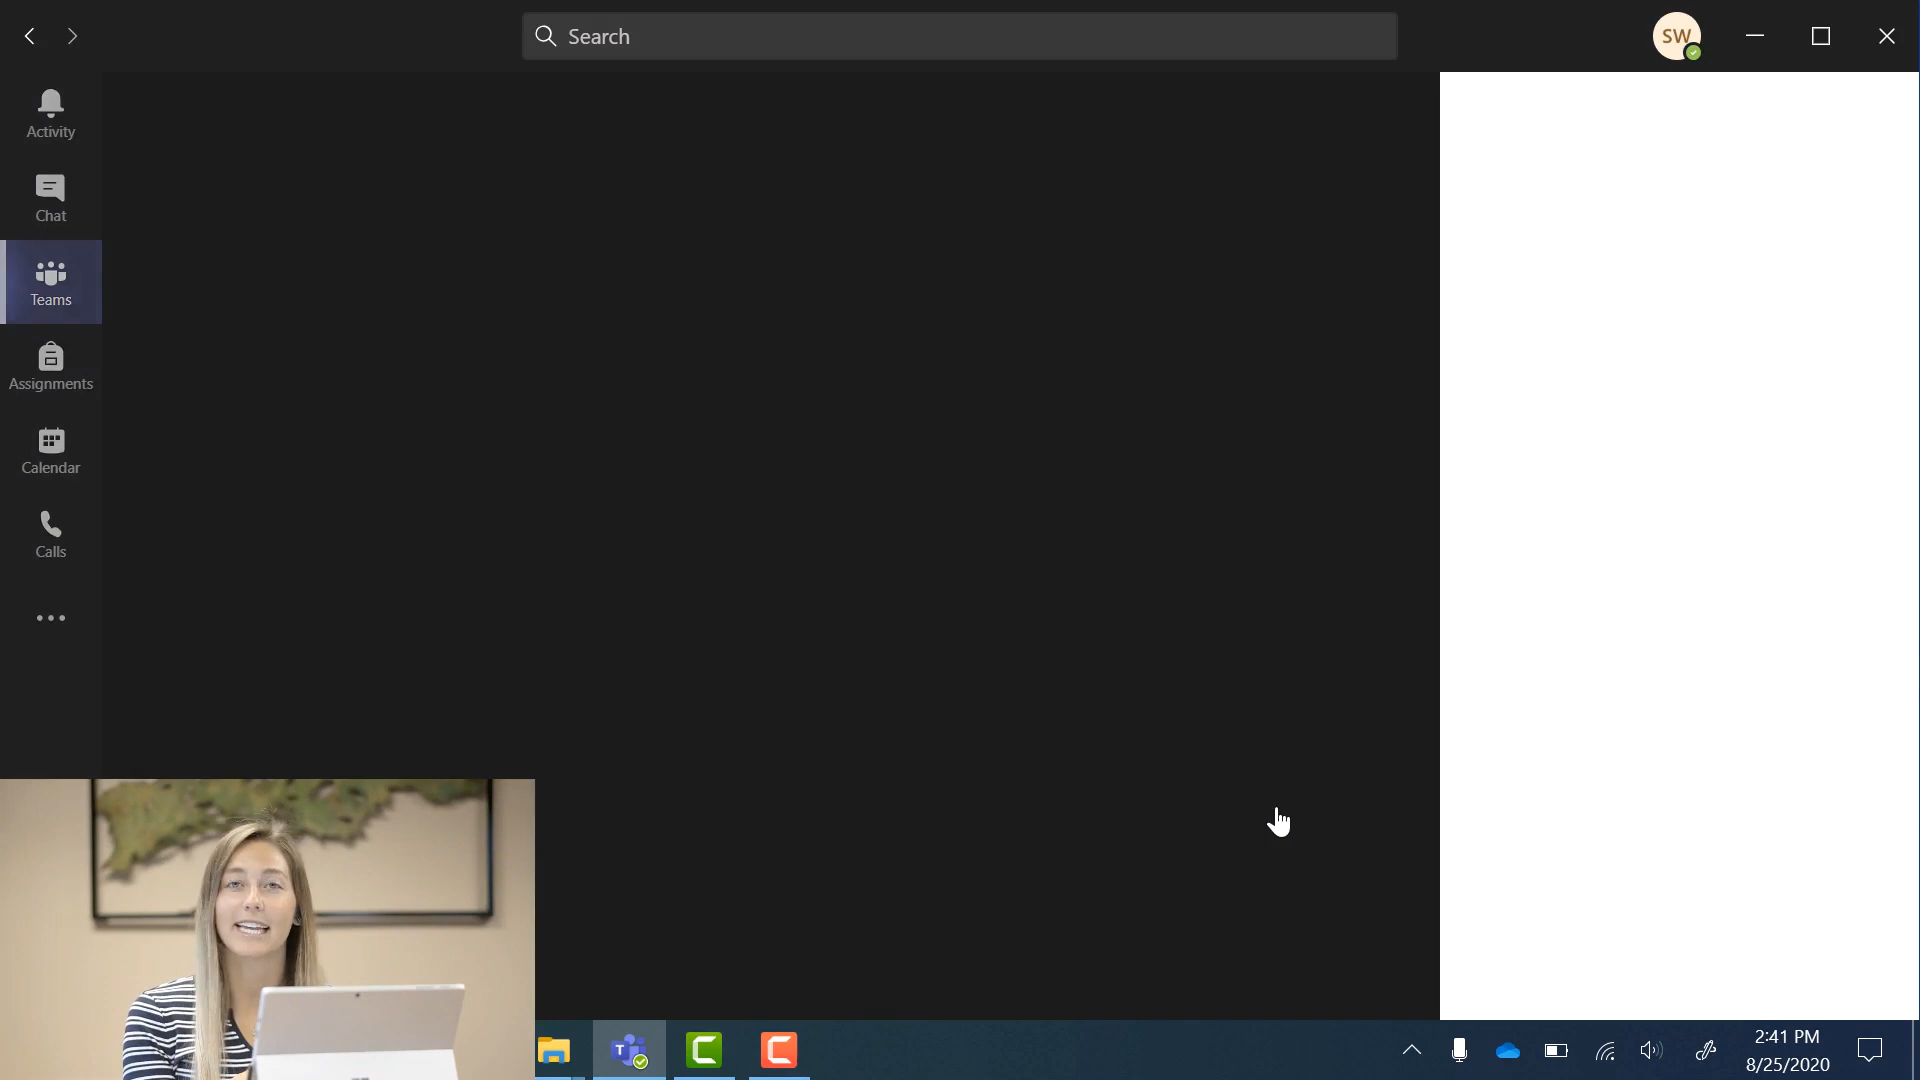 Search
SW
Activity
Chat
Teams
Assignments
Calendar
Calls
T
2:41 PM
8/25/2020